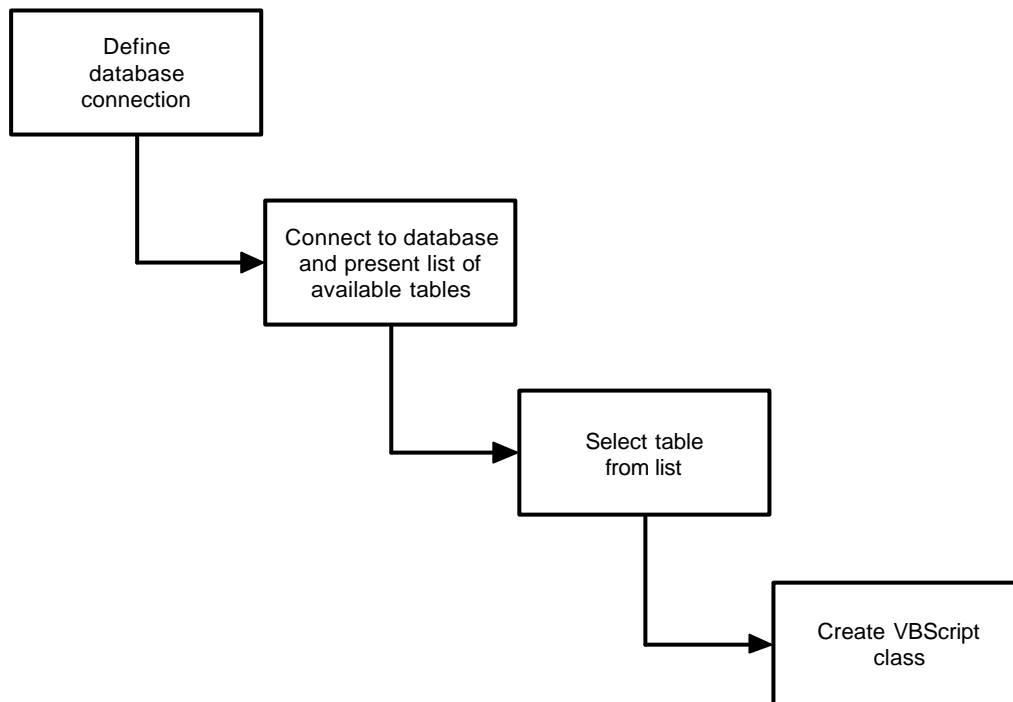 Define
database
connection
Connect to database
and present list of
available tables
Select table
from list
Create VBScript
class